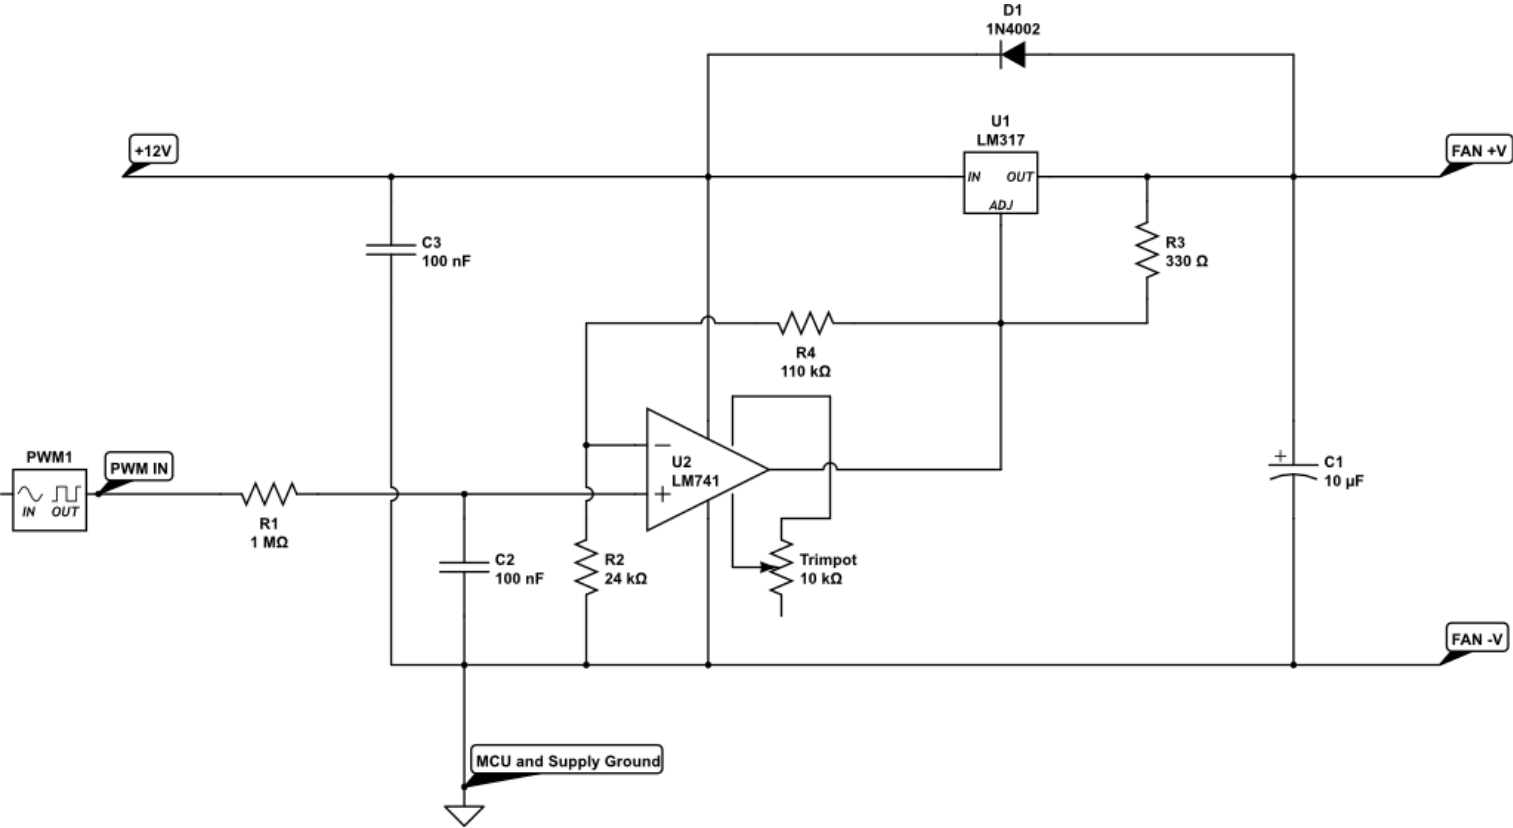 D1
1N4002
U1
LM317
+12V
FAN +V
IN OUT
ADJ
C3
100 nF
R3
330 Ω
R4
110 kΩ
PWM1
PWM IN
U2
LM741
−
+
+
C1
10 µF
IN OUT
R1
1 MΩ
C2
100 nF
R2
24 kΩ
Trimpot
10 kΩ
FAN -V
MCU and Supply Ground